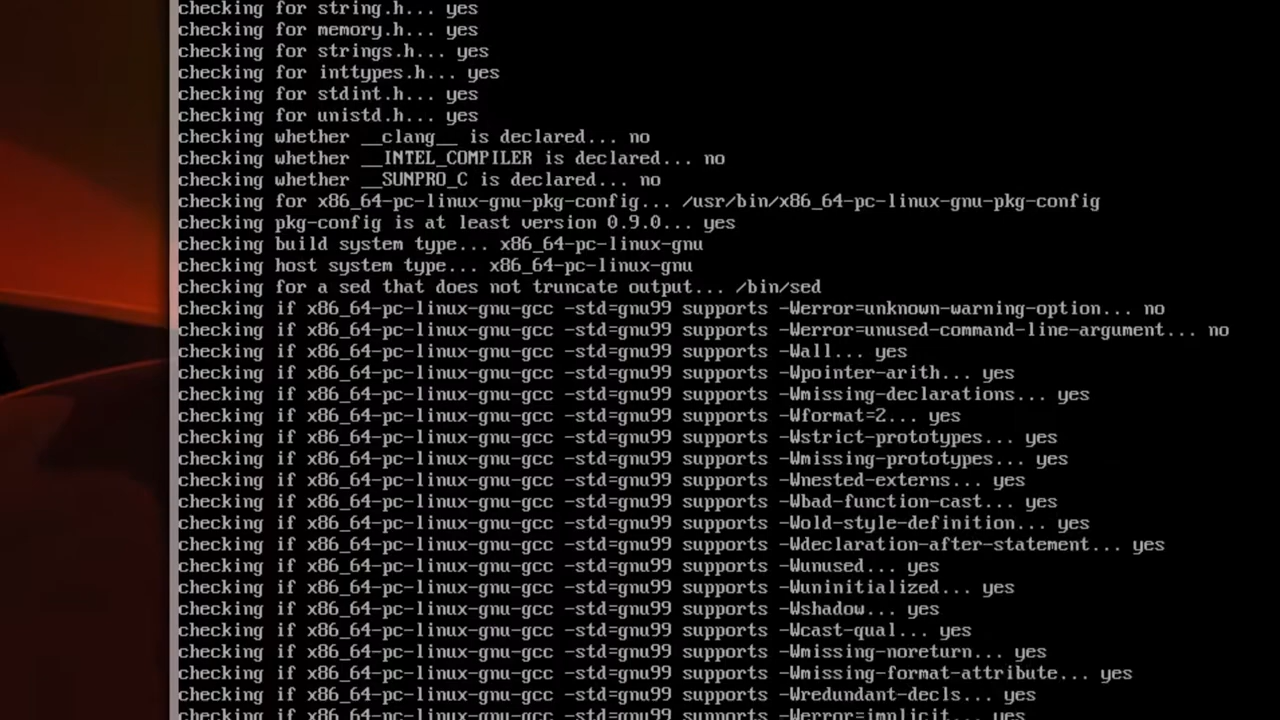 checking for string.h... yes
checking for memory.h... yes
checking for strings.h... yes
checking for inttypes.h... yes
checking for stdint.h... yes
checking for unistd.h... yes
checking whether __clang__ is declared... no
checking whether __INTEL_COMPILER is declared... no
checking whether __SUNPRO_C is declared... no
checking for x86_64-pc-linux-gnu-pkg-config... /usr/bin/x86_64-pc-linux-gnu-pkg-config
checking pkg-config is at least version 0.9.0... yes
checking build system type... x86_64-pc-linux-gnu
checking host system type... x86_64-pc-linux-gnu
checking for a sed that does not truncate output... /bin/sed
checking if x86_64-pc-linux-gnu-gcc -std=gnu99 supports -Werror=unknown-warning-option... no
checking if x86_64-pc-linux-gnu-gcc -std=gnu99 supports -Werror=unused-command-line-argument... no
checking if x86_64-pc-linux-gnu-gcc -std=gnu99 supports -Wall... yes
checking if x86_64-pc-linux-gnu-gcc -std=gnu99 supports -Wpointer-arith... yes
checking if x86_64-pc-linux-gnu-gcc -std=gnu99 supports -Wmissing-declarations... yes
checking if x86_64-pc-linux-gnu-gcc -std=gnu99 supports -Wformat=2... yes
checking if x86_64-pc-linux-gnu-gcc -std=gnu99 supports -Wstrict-prototypes... yes
checking if x86_64-pc-linux-gnu-gcc -std=gnu99 supports -Wmissing-prototypes... yes
checking if x86_64-pc-linux-gnu-gcc -std=gnu99 supports -Wnested-externs... yes
checking if x86_64-pc-linux-gnu-gcc -std=gnu99 supports -Wbad-function-cast... yes
checking if x86_64-pc-linux-gnu-gcc -std=gnu99 supports -Wold-style-definition... yes
checking if x86_64-pc-linux-gnu-gcc -std=gnu99 supports -Wdeclaration-after-statement... yes
checking if x86_64-pc-linux-gnu-gcc -std=gnu99 supports -Wunused... yes
checking if x86_64-pc-linux-gnu-gcc -std=gnu99 supports -Wuninitialized... yes
checking if x86_64-pc-linux-gnu-gcc -std=gnu99 supports -Wshadow... yes
checking if x86_64-pc-linux-gnu-gcc -std=gnu99 supports -Wcast-qual... yes
checking if x86_64-pc-linux-gnu-gcc -std=gnu99 supports -Wmissing-noreturn... yes
checking if x86_64-pc-linux-gnu-gcc -std=gnu99 supports -Wmissing-format-attribute... yes
checking if x86_64-pc-linux-gnu-gcc -std=gnu99 supports -Wredundant-decls... yes
checking if x86_64-pc-linux-gnu-gcc -std=gnu99 supports -Werror=implicit... yes